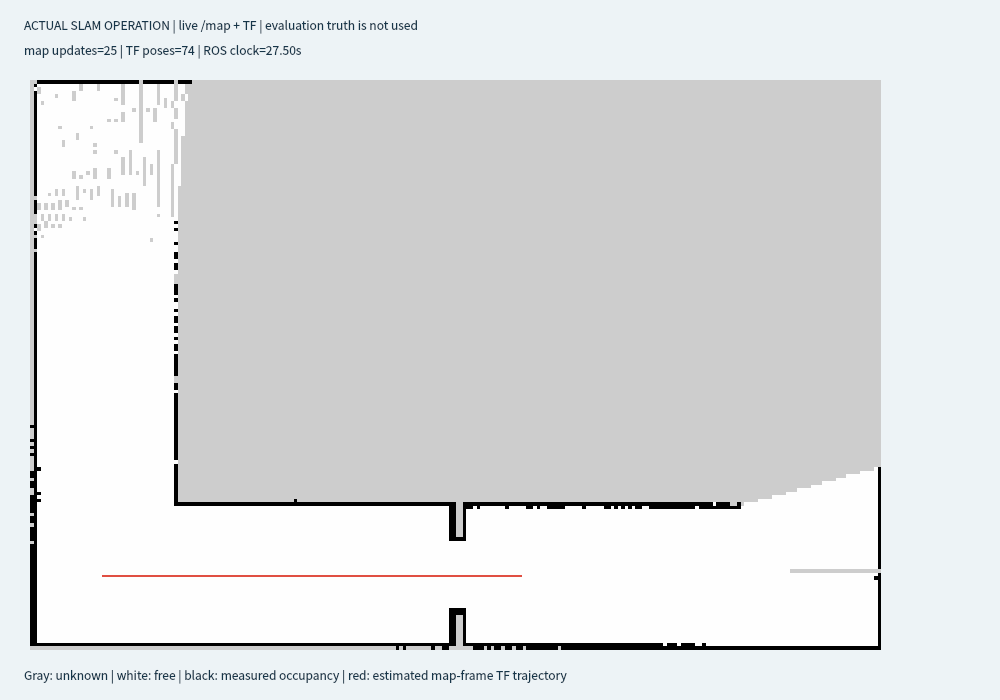 ACTUAL SLAM OPERATION | live /map + TF | evaluation truth is not used
map updates=25 | TF poses=74 | ROS clock=27.50s
Gray: unknown | white: free | black: measured occupancy | red: estimated map-frame TF trajectory